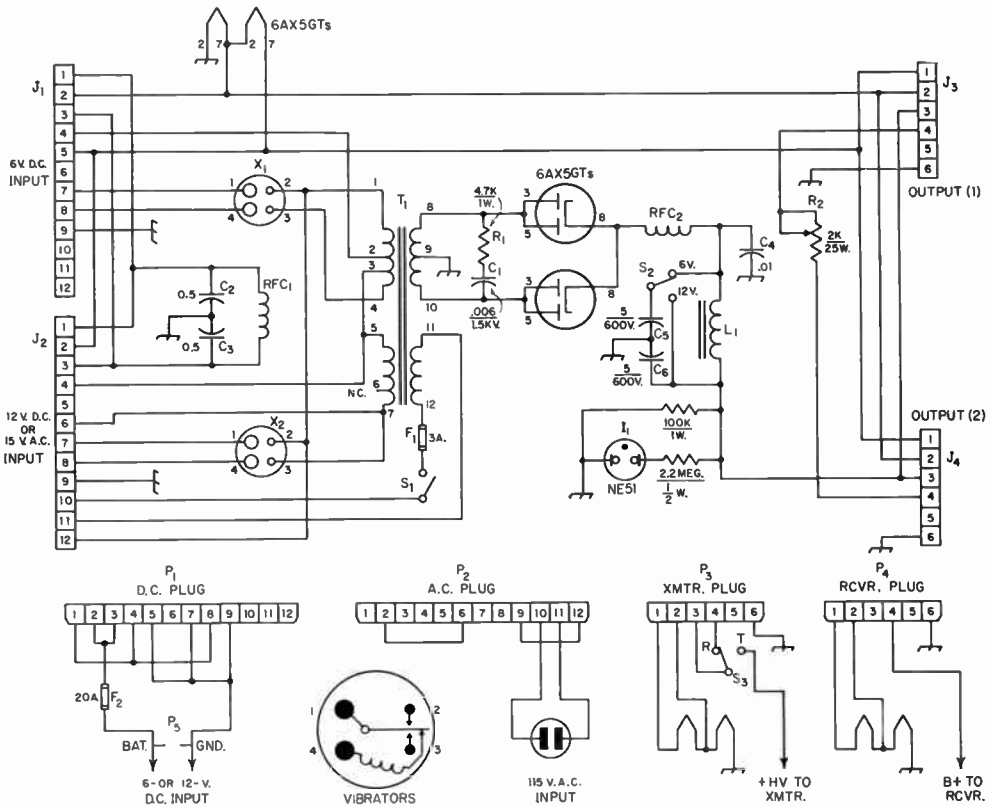 6AX5GTs
2 7 2 7
J1
1
2
3
4
5
6
7
8
9
10
11
12
6V. D.C.
INPUT
X1
1 2
4 3
0.5 C2
0.5 C3
RFC1
J2
1
2
3
4
5
6
7
8
9
10
11
12
12 V. D.C.
OR
15 V. A.C.
INPUT
X2
1 2
4 3
T1
1
2
3
4
5
6
N.C.
7
8
9
10
11
12
F1 3A.
S1
4.7K
1W.
R1
C1
.006
1.5KV.
6AX5GTs
3
5
8
3
5
8
RFC2
C4
.01
S2
6V.
12V.
L1
5
600V.
C5
C6
5
600V.
100K
1W.
I1
NE51
2.2 MEG.
1/2 W.
R2
2K
25W.
J3
1
2
3
4
5
6
OUTPUT (1)
OUTPUT (2)
J4
1
2
3
4
5
6
P1
D.C. PLUG
1 2 3 4 5 6 7 8 9 10 11 12
20A F2
P5
BAT. GND.
6- OR 12- V.
D.C. INPUT
P2
A.C. PLUG
1 2 3 4 5 6 7 8 9 10 11 12
1 2
4 3
VIBRATORS
115 V. A.C.
INPUT
P3
XMTR. PLUG
1 2 3 4 5 6
R T
S3
+HV TO
XMTR.
P4
RCVR. PLUG
1 2 3 4 5 6
B+ TO
RCVR.